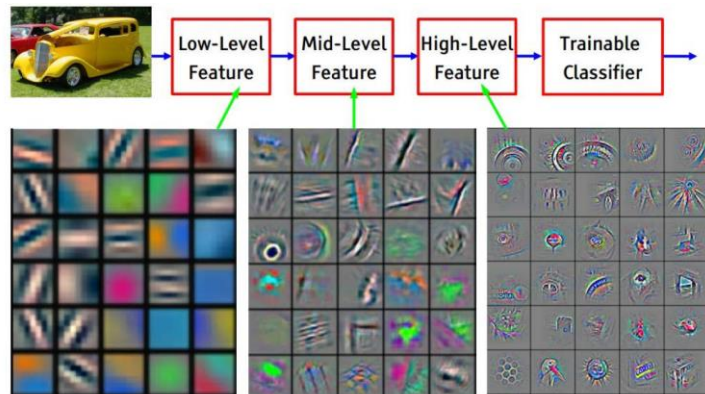 Low-Level
Feature
Mid-Level
Feature
High-Level
Feature
Trainable
Classifier